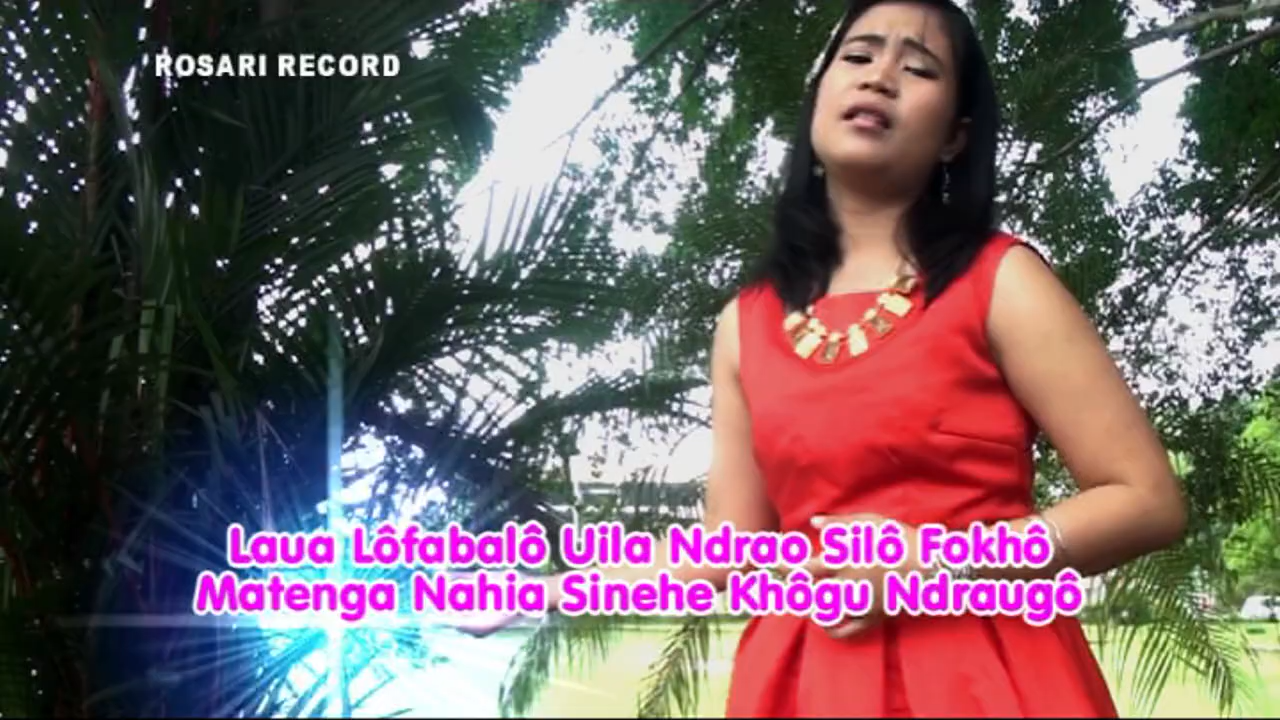 ROSARI RECORD
Laua Lôfabalô Uila Ndrao Silô Fokhô
Matenga Nahia Sinehe Khôgu Ndraugô